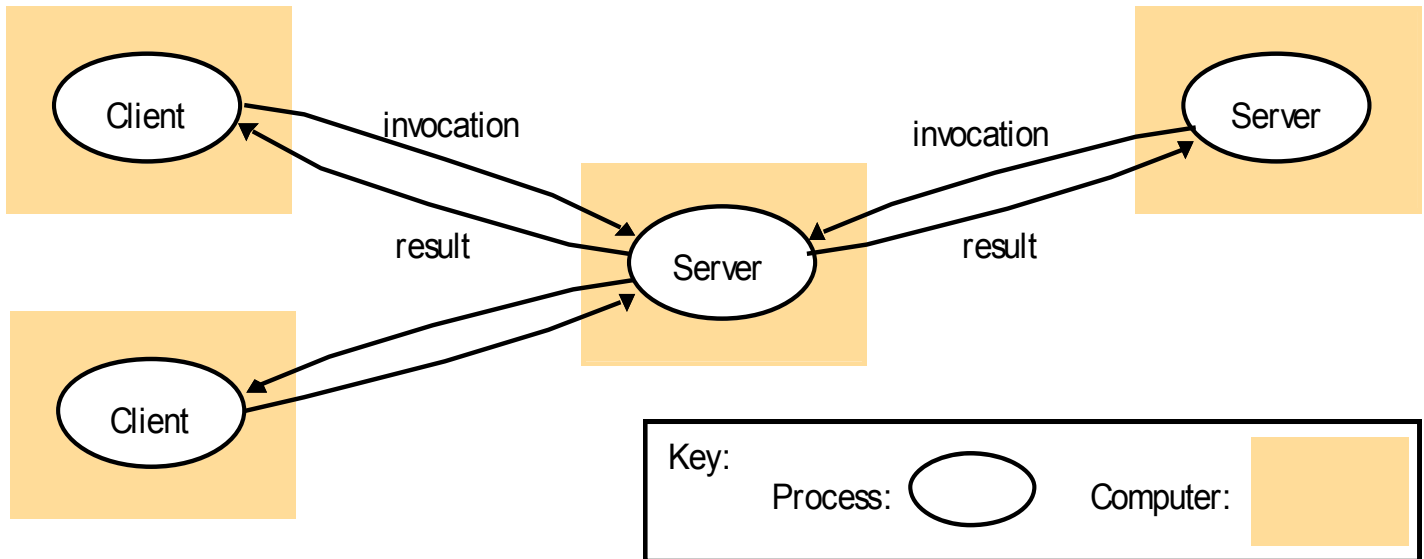 Client
invocation
result
Server
invocation
result
Server
Client
Key:
Process:
Computer: